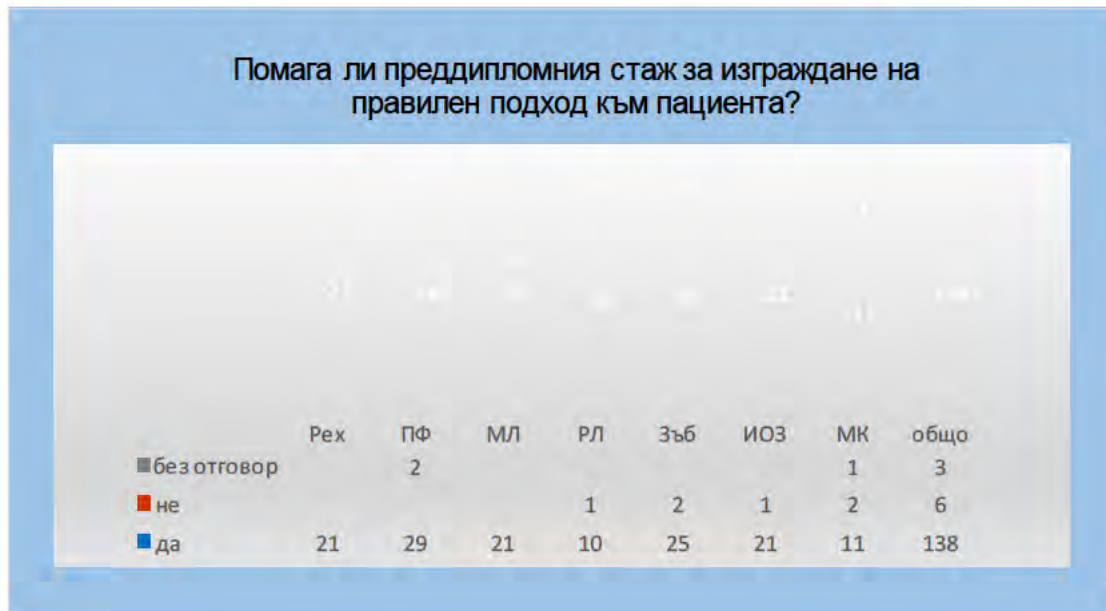 Помага ли преддипломния стаж за изграждане на
правилен подход към пациента?
Рех ПФ МЛ РЛ Зъб ИОЗ МК общо
без отговор 2 1 3
не 1 2 1 2 6
да 21 29 21 10 25 21 11 138